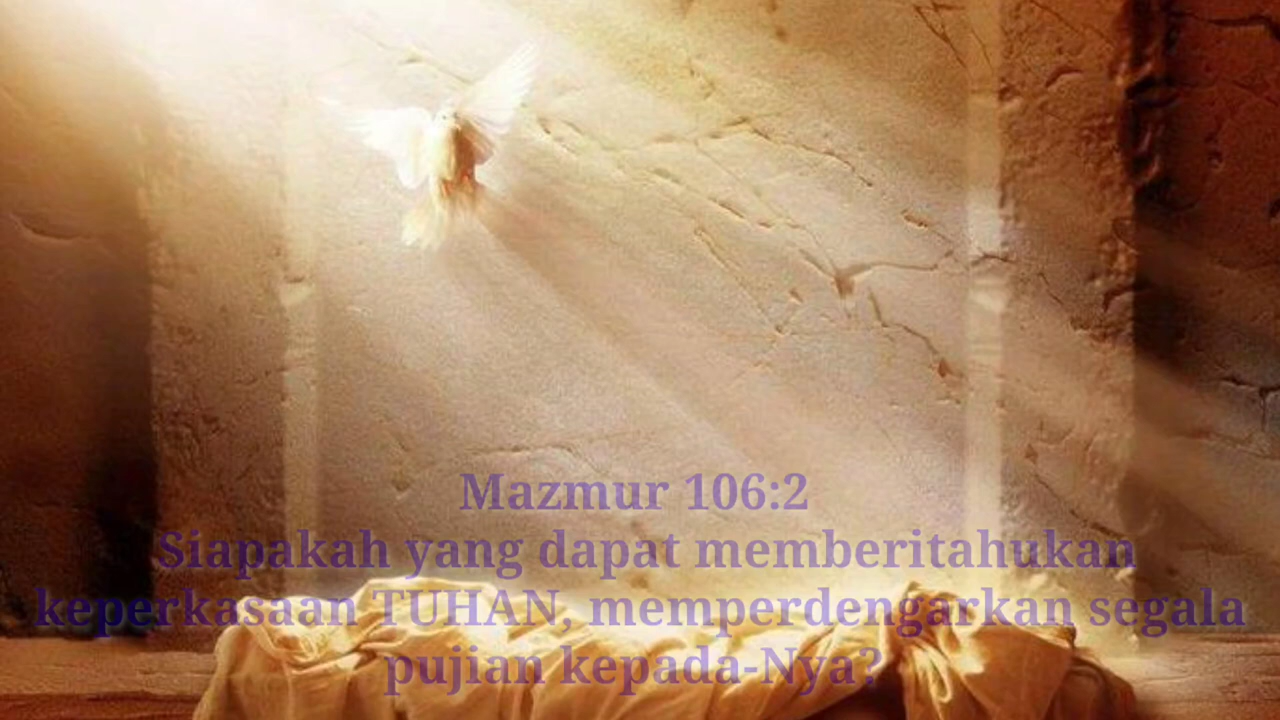 Mazmur 106:2
Siapakah yang dapat memberitahukan
keperkasaan TUHAN, memperdengarkan segala
pujian kepada-Nya?